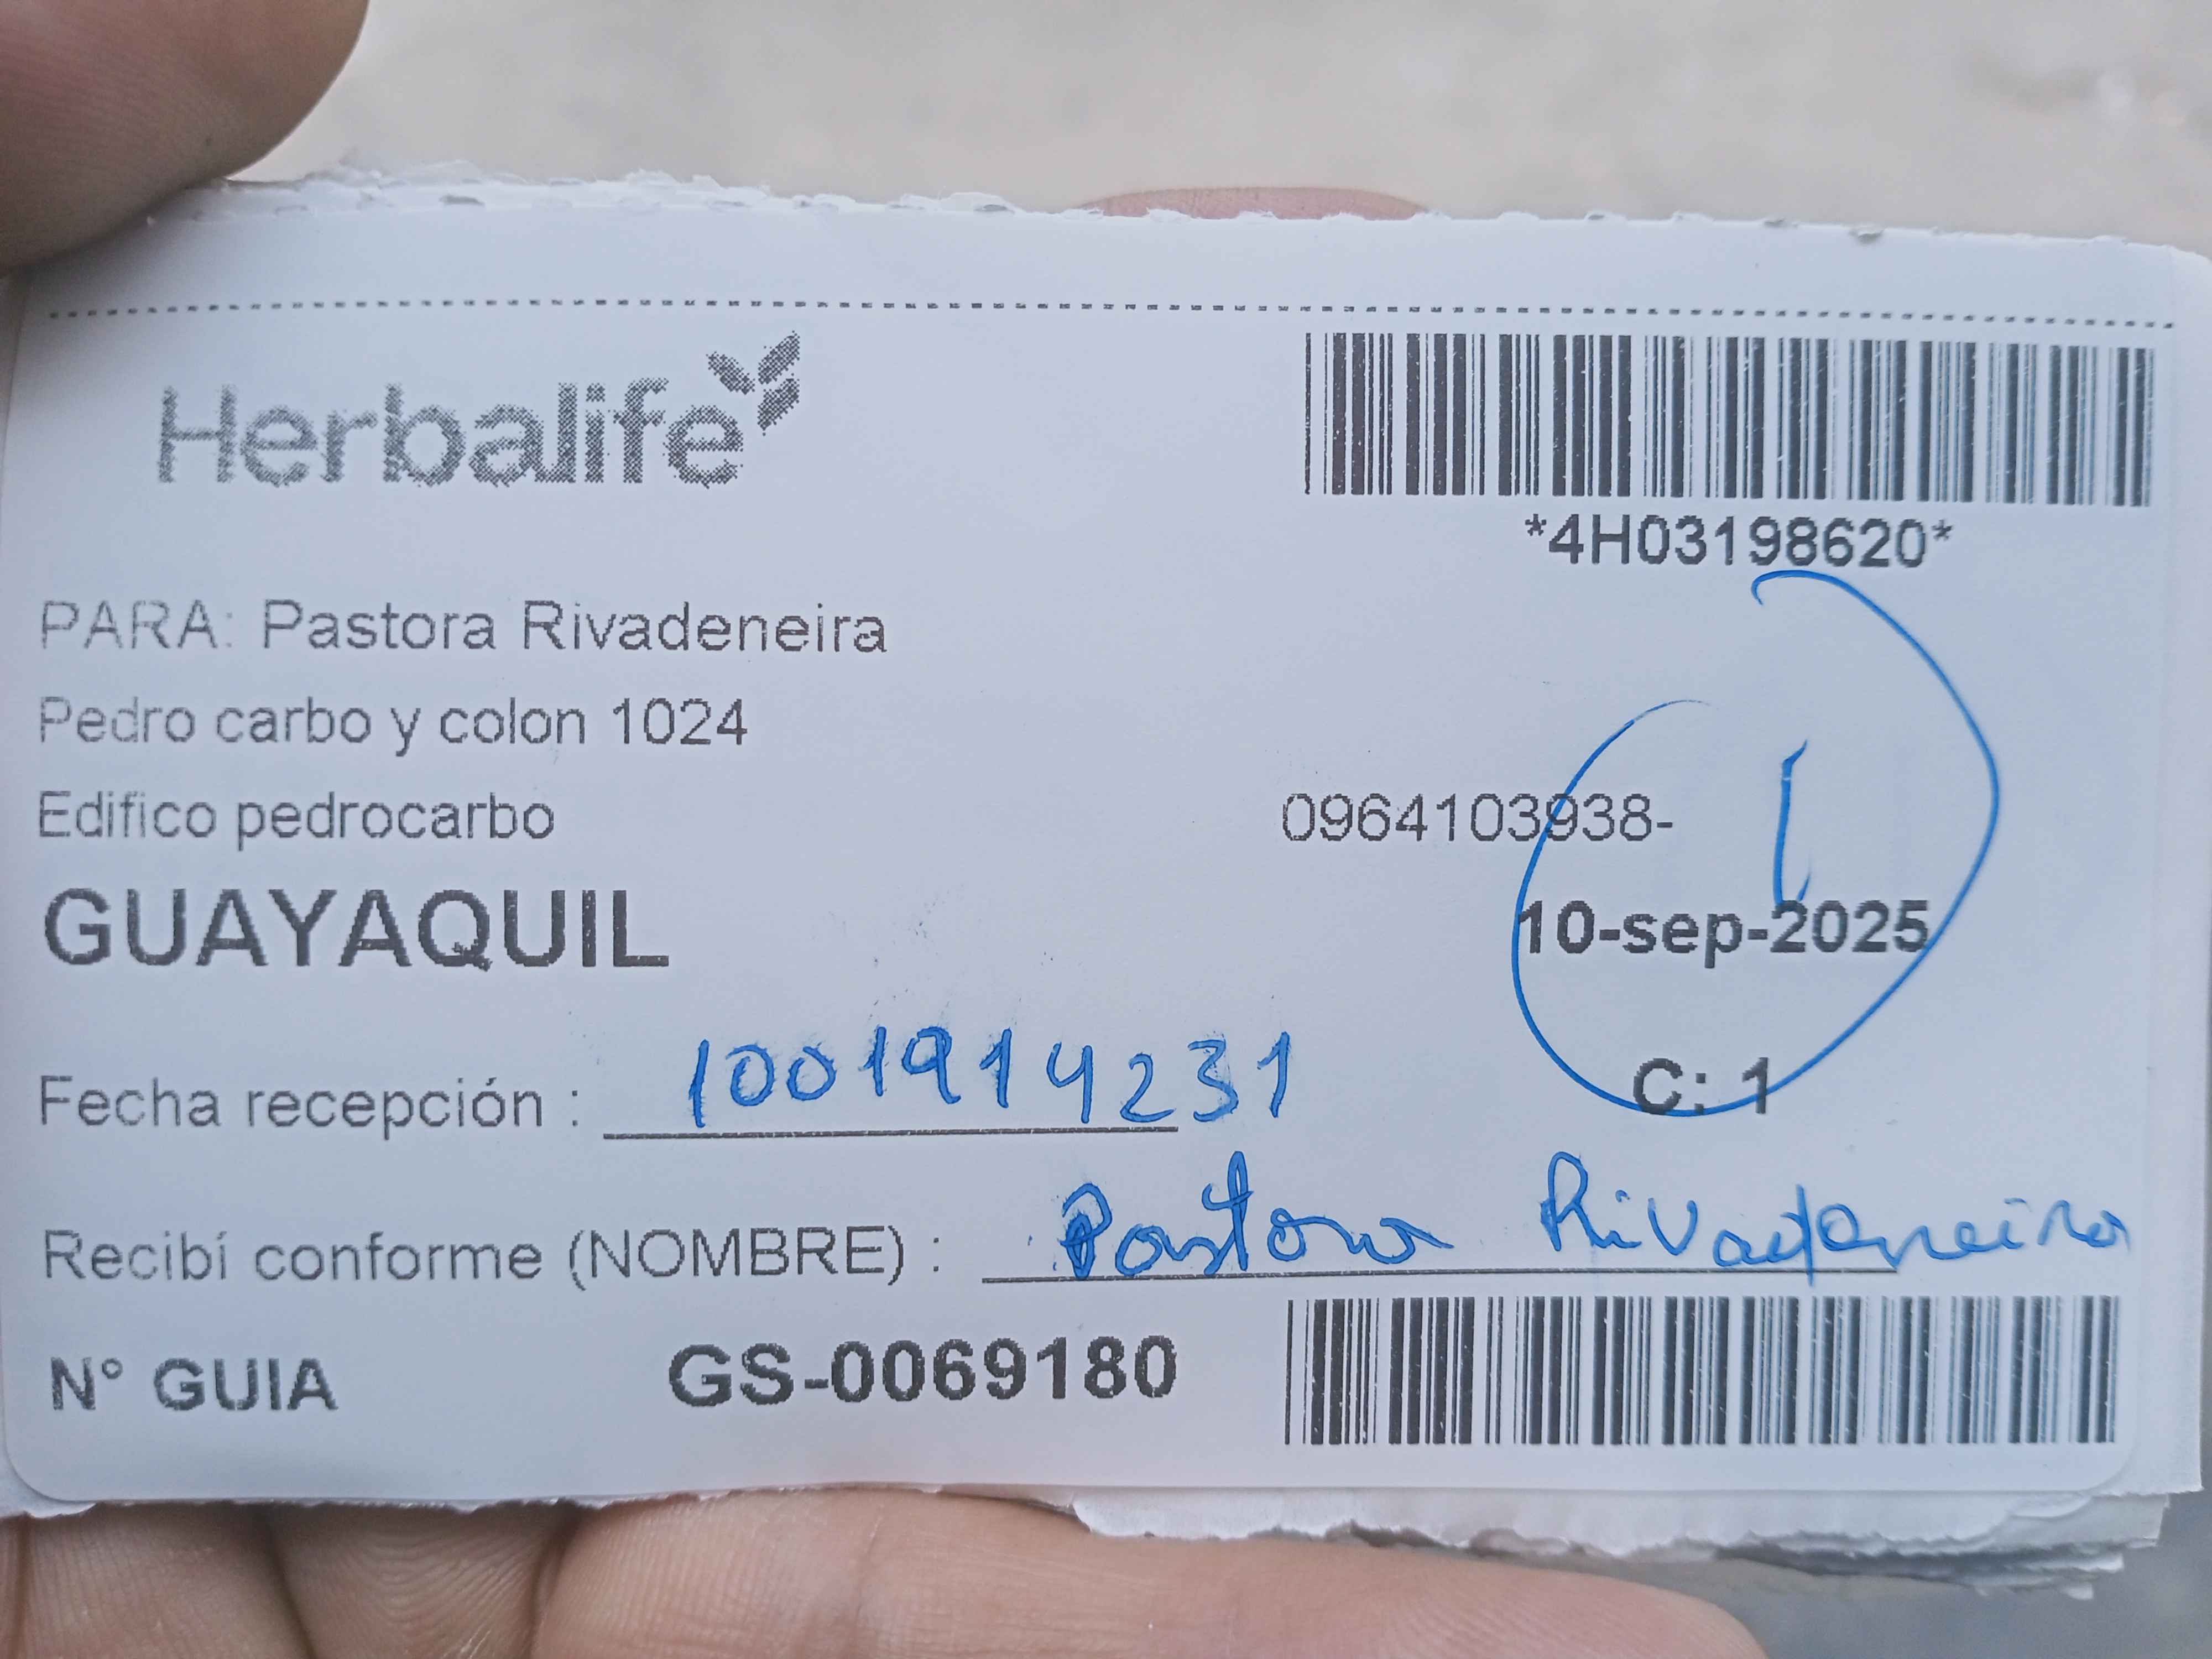 Herbalife
*4H03198620*
PARA: Pastora Rivadeneira
Pedro carbo y colon 1024
Edifico pedrocarbo
0964103938-
1
GUAYAQUIL
10-sep-2025
Fecha recepción : 1001914231
C: 1
Recibí conforme (NOMBRE) : Pastora Rivadeneira
N° GUIA GS-0069180